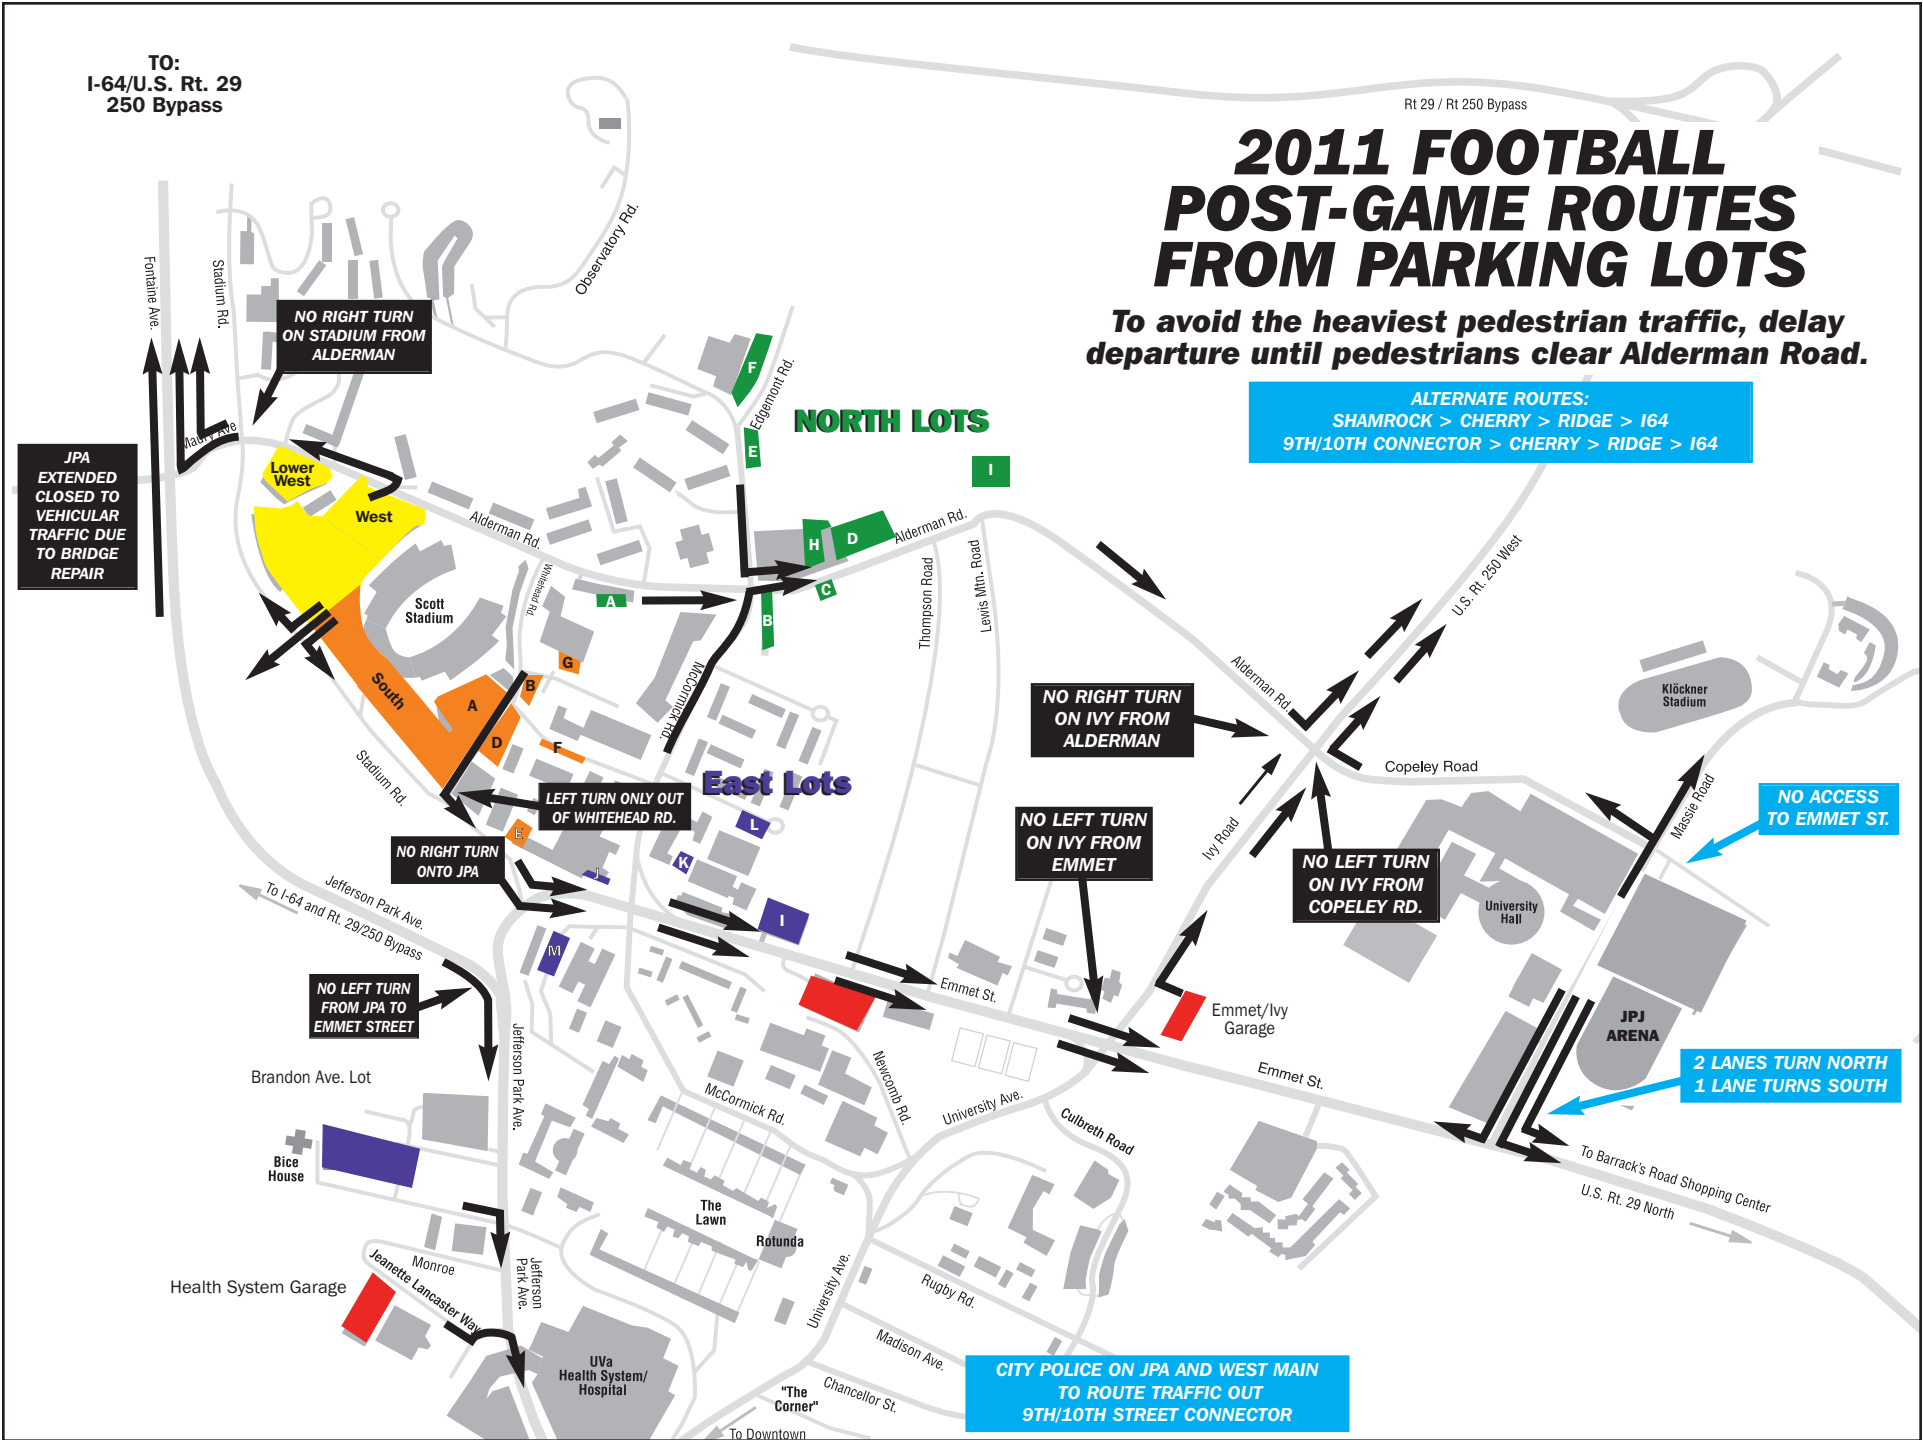 TO:
I-64/U.S. Rt. 29
250 Bypass
Rt 29 / Rt 250 Bypass
2011 FOOTBALL
POST-GAME ROUTES
FROM PARKING LOTS
To avoid the heaviest pedestrian traffic, delay
departure until pedestrians clear Alderman Road.
ALTERNATE ROUTES:
SHAMROCK > CHERRY > RIDGE > I64
9TH/10TH CONNECTOR > CHERRY > RIDGE > I64
Observatory Rd.
Fontaine Ave.
Stadium Rd.
NO RIGHT TURN
ON STADIUM FROM
ALDERMAN
F
Edgemont Rd.
NORTH LOTS
E
I
Maury Ave
JPA
EXTENDED
CLOSED TO
VEHICULAR
TRAFFIC DUE
TO BRIDGE
REPAIR
Lower
West
West
Alderman Rd.
H
D
Alderman Rd.
Whitehead Rd.
A
C
B
Thompson Road
Lewis Mtn. Road
U.S. Rt. 250 West
Scott
Stadium
South
G
B
A
D
F
McCormick Rd.
Alderman Rd.
NO RIGHT TURN
ON IVY FROM
ALDERMAN
Klöckner
Stadium
Stadium Rd.
East Lots
Copeley Road
Massie Road
NO ACCESS
TO EMMET ST.
LEFT TURN ONLY OUT
OF WHITEHEAD RD.
E
L
K
J
NO RIGHT TURN
ONTO JPA
NO LEFT TURN
ON IVY FROM
EMMET
Ivy Road
NO LEFT TURN
ON IVY FROM
COPELEY RD.
University
Hall
Jefferson Park Ave.
To I-64 and Rt. 29/250 Bypass
I
M
NO LEFT TURN
FROM JPA TO
EMMET STREET
Emmet St.
Emmet/Ivy
Garage
JPJ
ARENA
2 LANES TURN NORTH
1 LANE TURNS SOUTH
Jefferson Park Ave.
Brandon Ave. Lot
McCormick Rd.
Newcomb Rd.
University Ave.
Culbreth Road
Emmet St.
To Barrack's Road Shopping Center
U.S. Rt. 29 North
Bice
House
The
Lawn
Rotunda
Monroe
Jeanette Lancaster Way
Jefferson
Park Ave.
Health System Garage
University Ave.
Rugby Rd.
Madison Ave.
Chancellor St.
UVa
Health System/
Hospital
"The
Corner"
To Downtown
CITY POLICE ON JPA AND WEST MAIN
TO ROUTE TRAFFIC OUT
9TH/10TH STREET CONNECTOR